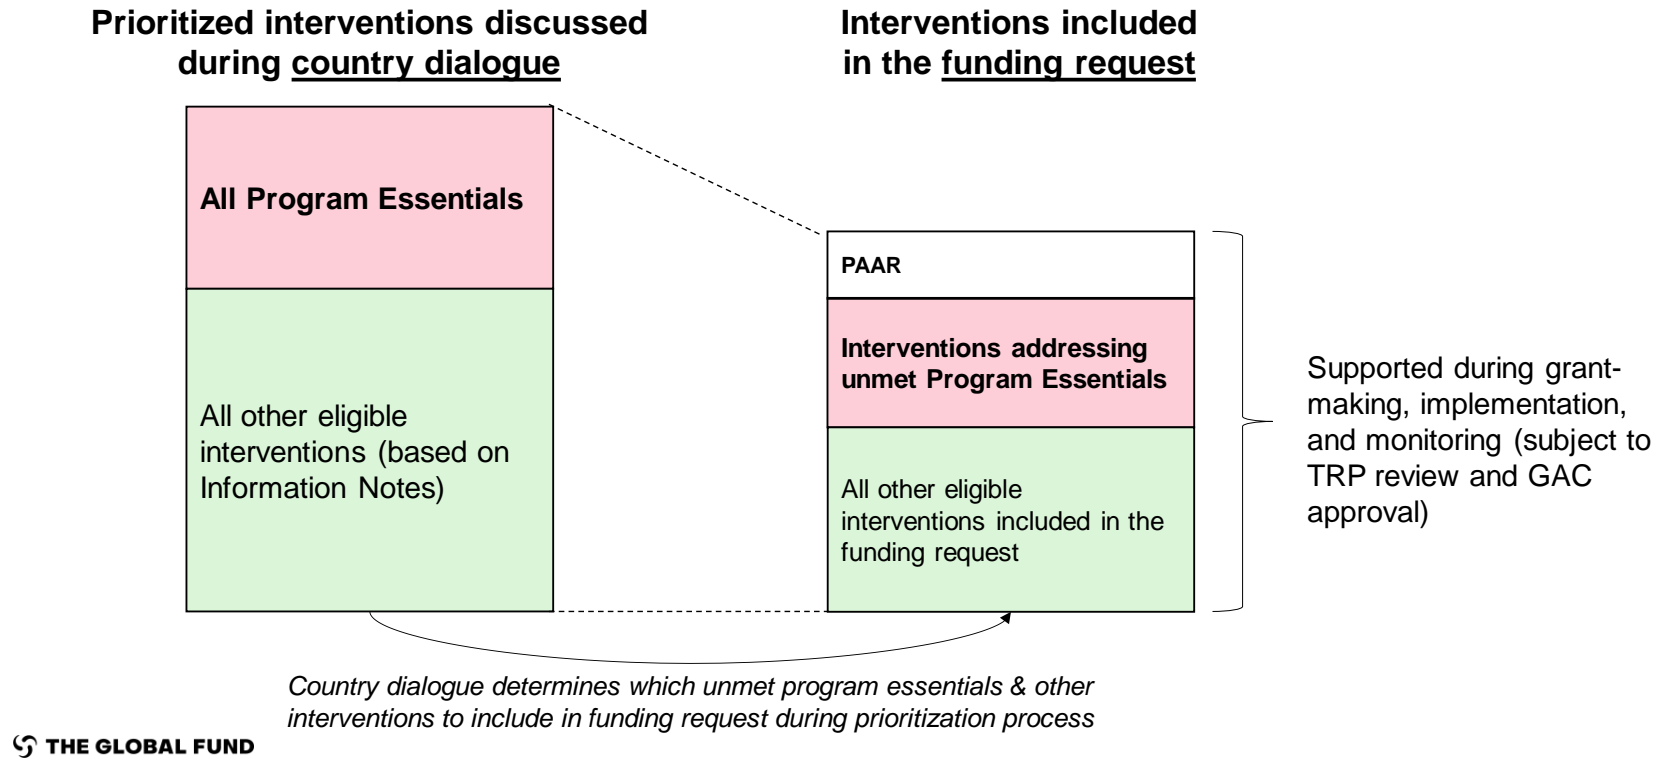 Prioritized interventions discussed
during country dialogue
All Program Essentials
All other eligible
interventions (based on
Information Notes)
Interventions included
in the funding request
PAAR
Interventions addressing
unmet Program Essentials
All other eligible
interventions included in the
funding request
Supported during grant-
making, implementation,
and monitoring (subject to
TRP review and GAC
approval)
Country dialogue determines which unmet program essentials & other
interventions to include in funding request during prioritization process
THE GLOBAL FUND